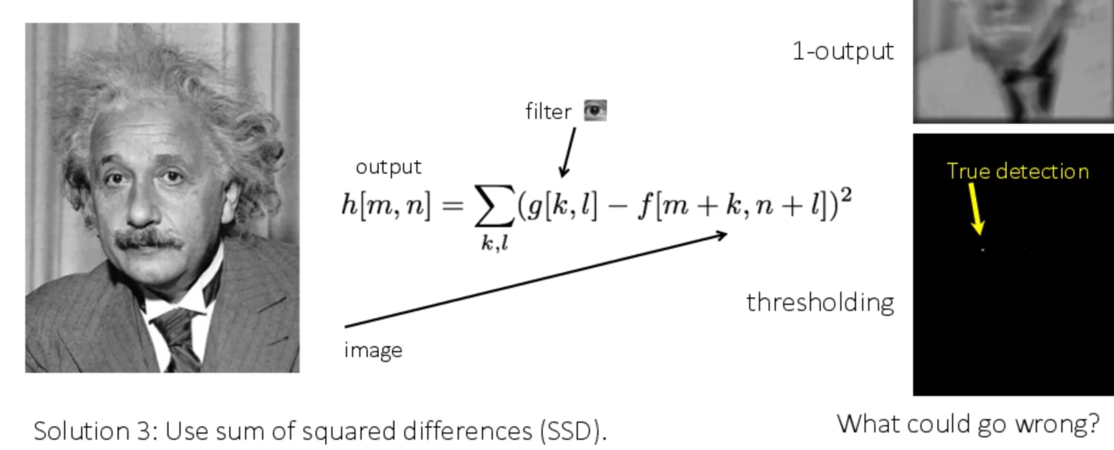 1-output
filter
output
h[m, n] = \sum_{k,l} (g[k, l] − f[m + k, n + l])²
True detection
thresholding
image
Solution 3: Use sum of squared differences (SSD).
What could go wrong?